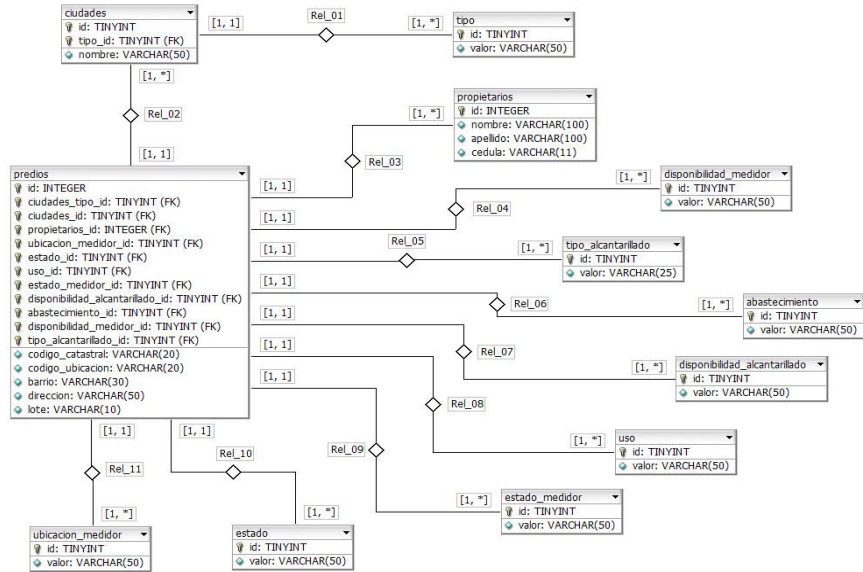 ciudades
id: TINYINT
tipo_id: TINYINT (FK)
nombre: VARCHAR(50)
[1, 1]
Rel_01
[1, *]
tipo
id: TINYINT
valor: VARCHAR(50)
[1, *]
Rel_02
[1, 1]
propietarios
id: INTEGER
nombre: VARCHAR(100)
apellido: VARCHAR(100)
cedula: VARCHAR(11)
[1, *]
Rel_03
[1, 1]
predios
id: INTEGER
ciudades_tipo_id: TINYINT (FK)
ciudades_id: TINYINT (FK)
propietarios_id: INTEGER (FK)
ubicacion_medidor_id: TINYINT (FK)
estado_id: TINYINT (FK)
uso_id: TINYINT (FK)
estado_medidor_id: TINYINT (FK)
disponibilidad_alcantarillado_id: TINYINT (FK)
abastecimiento_id: TINYINT (FK)
disponibilidad_medidor_id: TINYINT (FK)
tipo_alcantarillado_id: TINYINT (FK)
codigo_catastral: VARCHAR(20)
codigo_ubicacion: VARCHAR(20)
barrio: VARCHAR(30)
direccion: VARCHAR(50)
lote: VARCHAR(10)
[1, 1]
Rel_04
[1, *]
disponibilidad_medidor
id: TINYINT
valor: VARCHAR(50)
[1, 1]
Rel_05
[1, *]
tipo_alcantarillado
id: TINYINT
valor: VARCHAR(25)
[1, 1]
Rel_06
[1, *]
abastecimiento
id: TINYINT
valor: VARCHAR(50)
[1, 1]
Rel_07
[1, *]
disponibilidad_alcantarillado
id: TINYINT
valor: VARCHAR(50)
[1, 1]
Rel_08
[1, *]
uso
id: TINYINT
valor: VARCHAR(50)
[1, 1]
Rel_09
[1, *]
estado_medidor
id: TINYINT
valor: VARCHAR(50)
[1, 1]
Rel_10
[1, *]
estado
id: TINYINT
valor: VARCHAR(50)
[1, 1]
Rel_11
[1, *]
ubicacion_medidor
id: TINYINT
valor: VARCHAR(50)